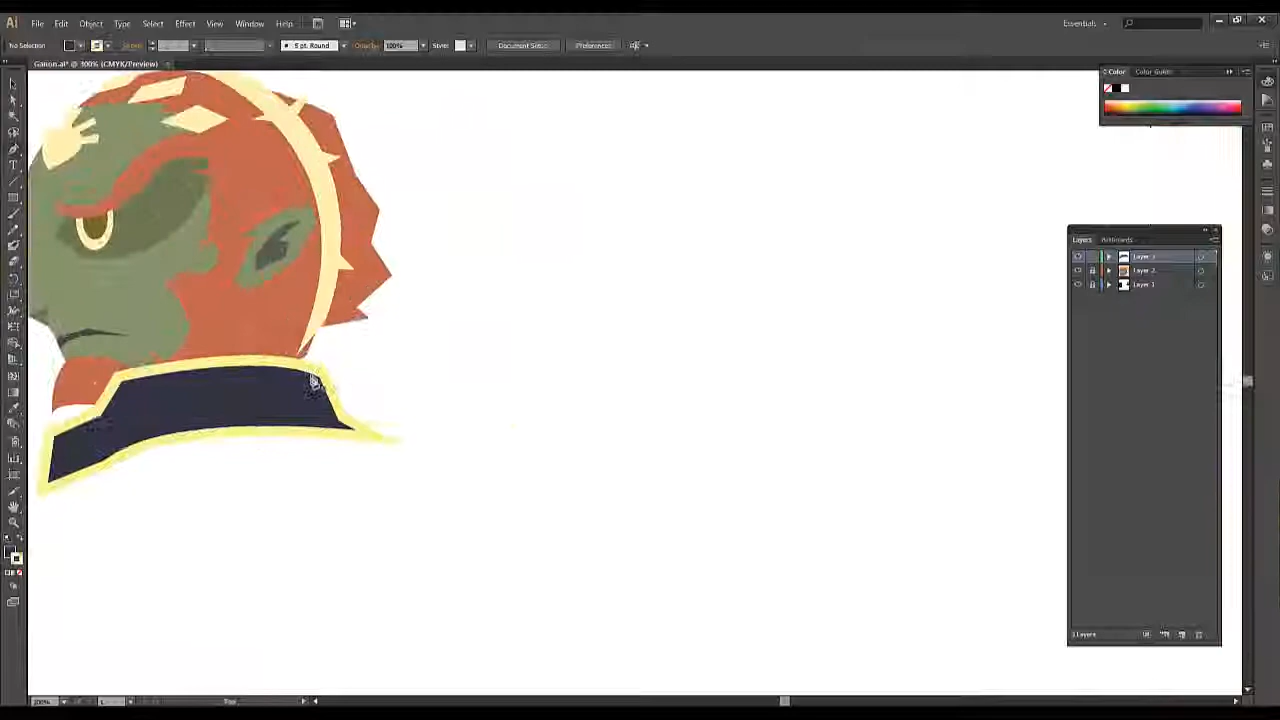 Ai File Edit Object Type Select Effect View Window Help Essentials
No Selection 5 pt. Round Opacity: 100% Style: Document Setup Preferences
Ganon.ai* @ 300% (CMYK/Preview)
Color Color Guide
Layers Artboards
Layer 3
Layer 2
Layer 1
3 Layers
300%